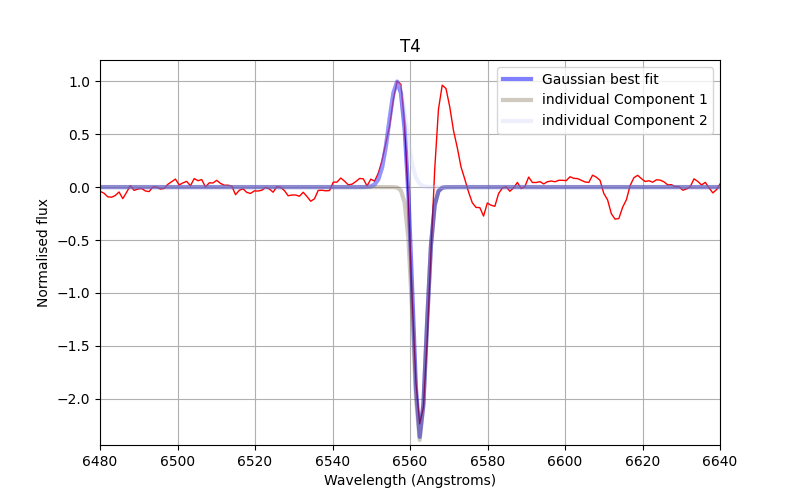 T4
Gaussian best fit
individual Component 1
individual Component 2
1.0
0.5
0.0
−0.5
−1.0
−1.5
−2.0
Normalised flux
6480 6500 6520 6540 6560 6580 6600 6620 6640
Wavelength (Angstroms)